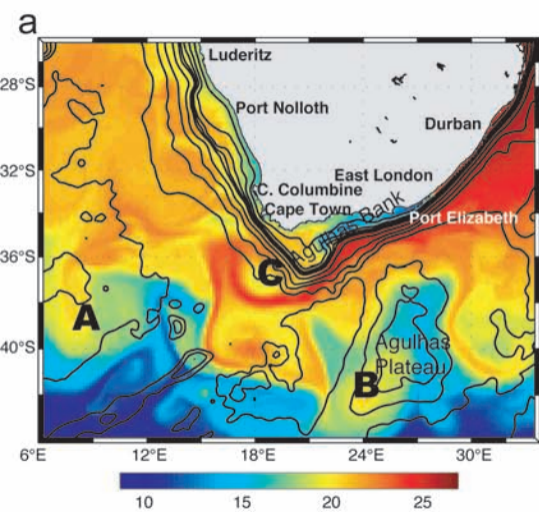 a
28°S
32°S
36°S
40°S
Luderitz
Port Nolloth
Durban
East London
C. Columbine
Cape Town
Agulhas Bank
Port Elizabeth
C
A
Agulhas
Plateau
B
6°E 12°E 18°E 24°E 30°E
10 15 20 25